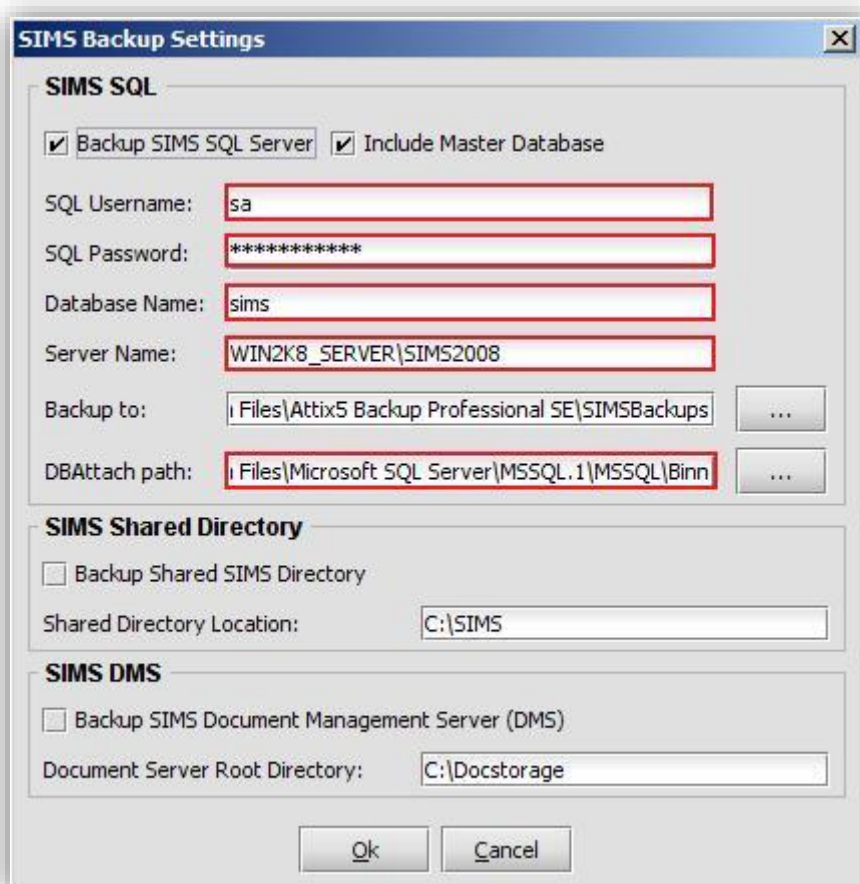 SIMS Backup Settings
SIMS SQL
Backup SIMS SQL Server Include Master Database
SQL Username: sa
SQL Password: ***********
Database Name: sims
Server Name: WIN2K8_SERVER\SIMS2008
Backup to: Files\Attix5 Backup Professional SE\SIMSBackups ...
DBAttach path: Files\Microsoft SQL Server\MSSQL.1\MSSQL\Binn ...
SIMS Shared Directory
Backup Shared SIMS Directory
Shared Directory Location: C:\SIMS
SIMS DMS
Backup SIMS Document Management Server (DMS)
Document Server Root Directory: C:\Docstorage
Ok Cancel